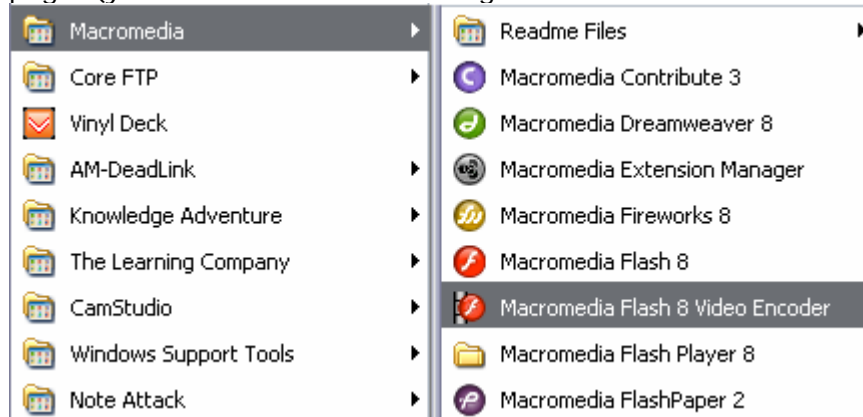 Macromedia
Core FTP
Vinyl Deck
AM-DeadLink
Knowledge Adventure
The Learning Company
CamStudio
Windows Support Tools
Note Attack
Readme Files
Macromedia Contribute 3
Macromedia Dreamweaver 8
Macromedia Extension Manager
Macromedia Fireworks 8
Macromedia Flash 8
Macromedia Flash 8 Video Encoder
Macromedia Flash Player 8
Macromedia FlashPaper 2